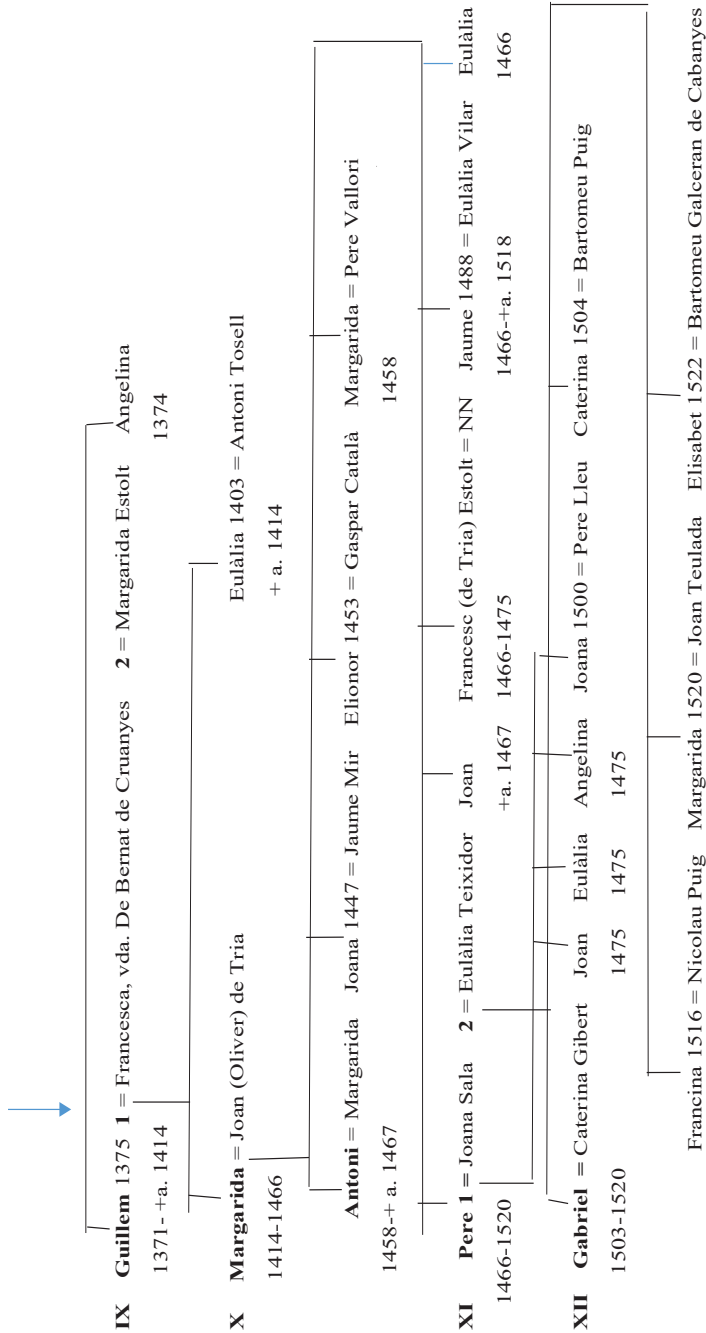 IX Guillem 1375 1 = Francesca, vda. De Bernat de Cruanyes 2 = Margarida Estolt Angelina
1371- +a. 1414 1374
X Margarida = Joan (Oliver) de Tria Eulàlia 1403 = Antoni Tosell
1414-1466 + a. 1414
Antoni = Margarida Joana 1447 = Jaume Mir Elionor 1453 = Gaspar Català Margarida = Pere Vallori
1458-+ a. 1467 1458
XI Pere 1 = Joana Sala 2 = Eulàlia Teixidor Joan Francesc (de Tria) Estolt = NN Jaume 1488 = Eulàlia Vilar Eulàlia
1466-1520 +a. 1467 1466-1475 1466-+a. 1518 1466
XII Gabriel = Caterina Gibert Joan Eulàlia Angelina Joana 1500 = Pere Lleu Caterina 1504 = Bartomeu Puig
1503-1520 1475 1475 1475
Francina 1516 = Nicolau Puig Margarida 1520 = Joan Teulada Elisabet 1522 = Bartomeu Galceran de Cabanyes